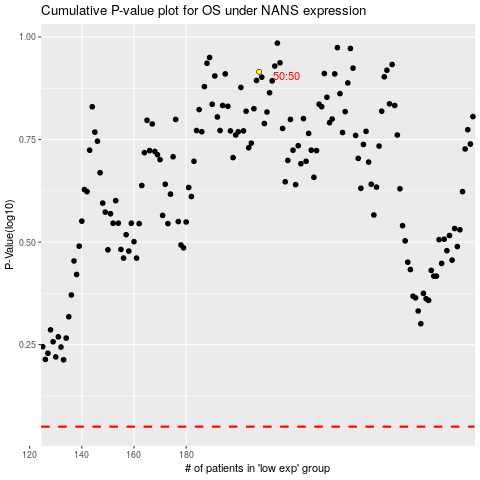 Cumulative P-value plot for OS under NANS expression
1.00
0.75
0.50
0.25
P-Value(log10)
50:50
120 140 160 180
# of patients in 'low exp' group